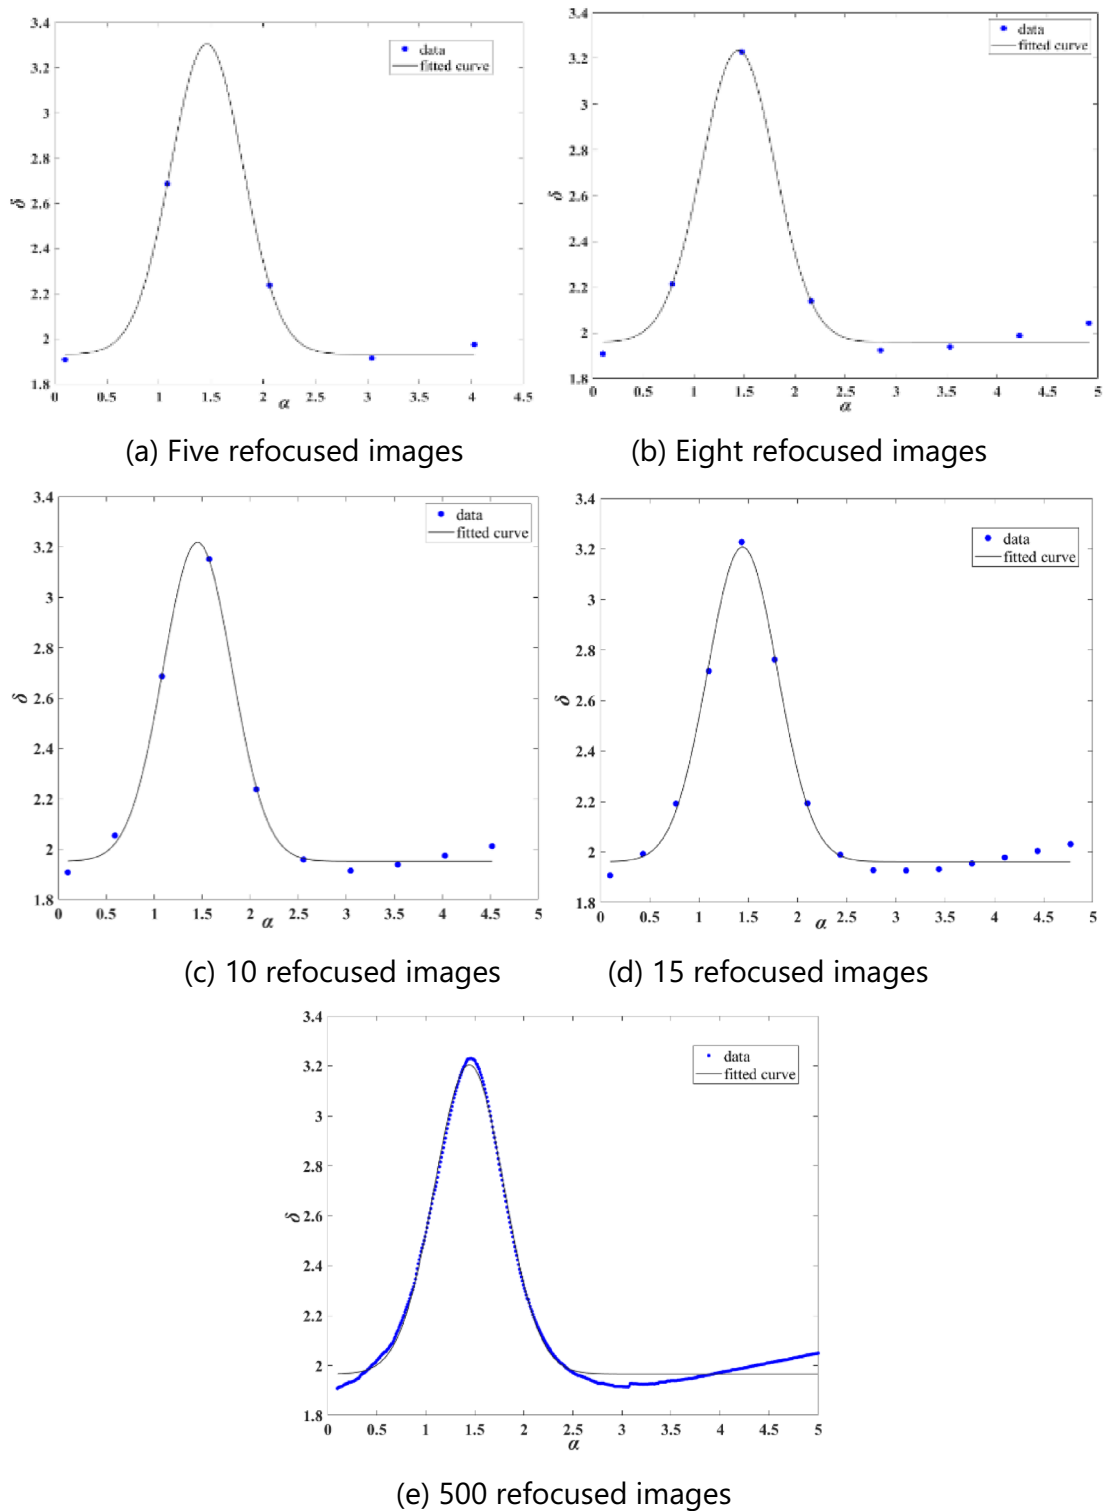 3.4
3.2
3
2.8
2.6
2.4
2.2
2
1.8
δ
0 0.5 1 1.5 2 2.5 3 3.5 4 4.5
α
data
fitted curve
(a) Five refocused images
3.4
3.2
3
2.8
2.6
2.4
2.2
2
1.8
δ
0 0.5 1 1.5 2 2.5 3 3.5 4 4.5 5
α
data
fitted curve
(b) Eight refocused images
3.4
3.2
3
2.8
2.6
2.4
2.2
2
1.8
δ
0 0.5 1 1.5 2 2.5 3 3.5 4 4.5 5
α
data
fitted curve
(c) 10 refocused images
3.4
3.2
3
2.8
2.6
2.4
2.2
2
1.8
δ
0 0.5 1 1.5 2 2.5 3 3.5 4 4.5 5
α
data
fitted curve
(d) 15 refocused images
3.4
3.2
3
2.8
2.6
2.4
2.2
2
1.8
δ
0 0.5 1 1.5 2 2.5 3 3.5 4 4.5 5
α
data
fitted curve
(e) 500 refocused images